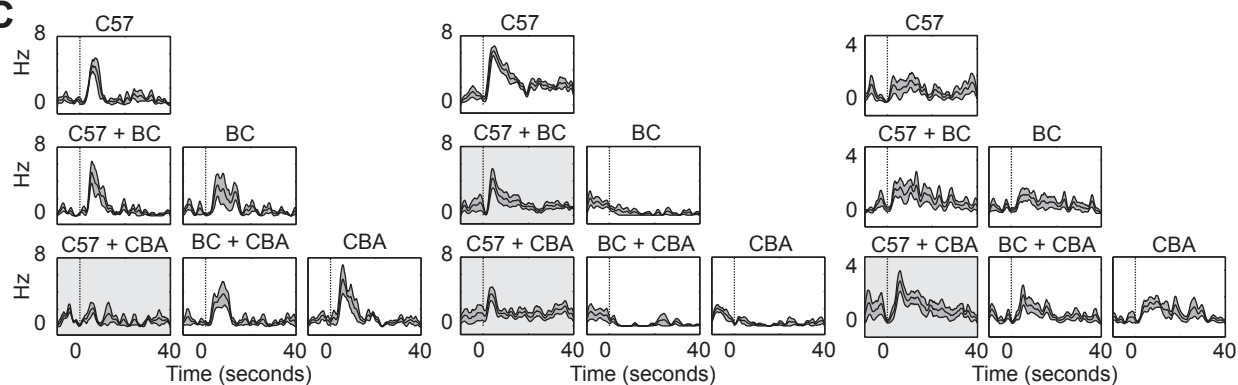 C
C57 C57 C57
8 8 4
Hz
0 0 0
C57 + BC BC C57 + BC BC C57 + BC BC
8 8 4
Hz
0 0 0
C57 + CBA BC + CBA CBA C57 + CBA BC + CBA CBA C57 + CBA BC + CBA CBA
8 8 4
Hz
0 0 0
0 40 0 40 0 40 0 40 0 40 0 40 0 40 0 40 0 40
Time (seconds) Time (seconds) Time (seconds)